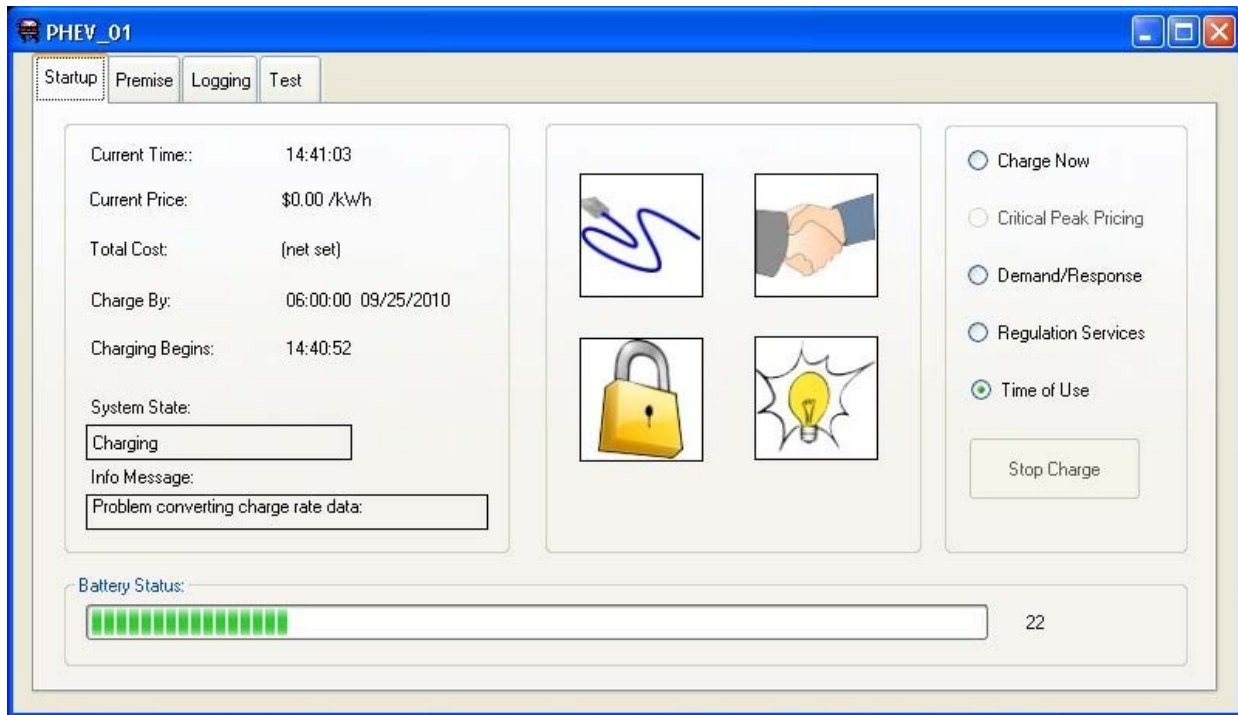 PHEV_01
Startup Premise Logging Test
Current Time:: 14:41:03
Current Price: $0.00 /kWh
Total Cost: (net set)
Charge By: 06:00:00 09/25/2010
Charging Begins: 14:40:52
System State:
Charging
Info Message:
Problem converting charge rate data:
Charge Now
Critical Peak Pricing
Demand/Response
Regulation Services
Time of Use
Stop Charge
Battery Status:
22